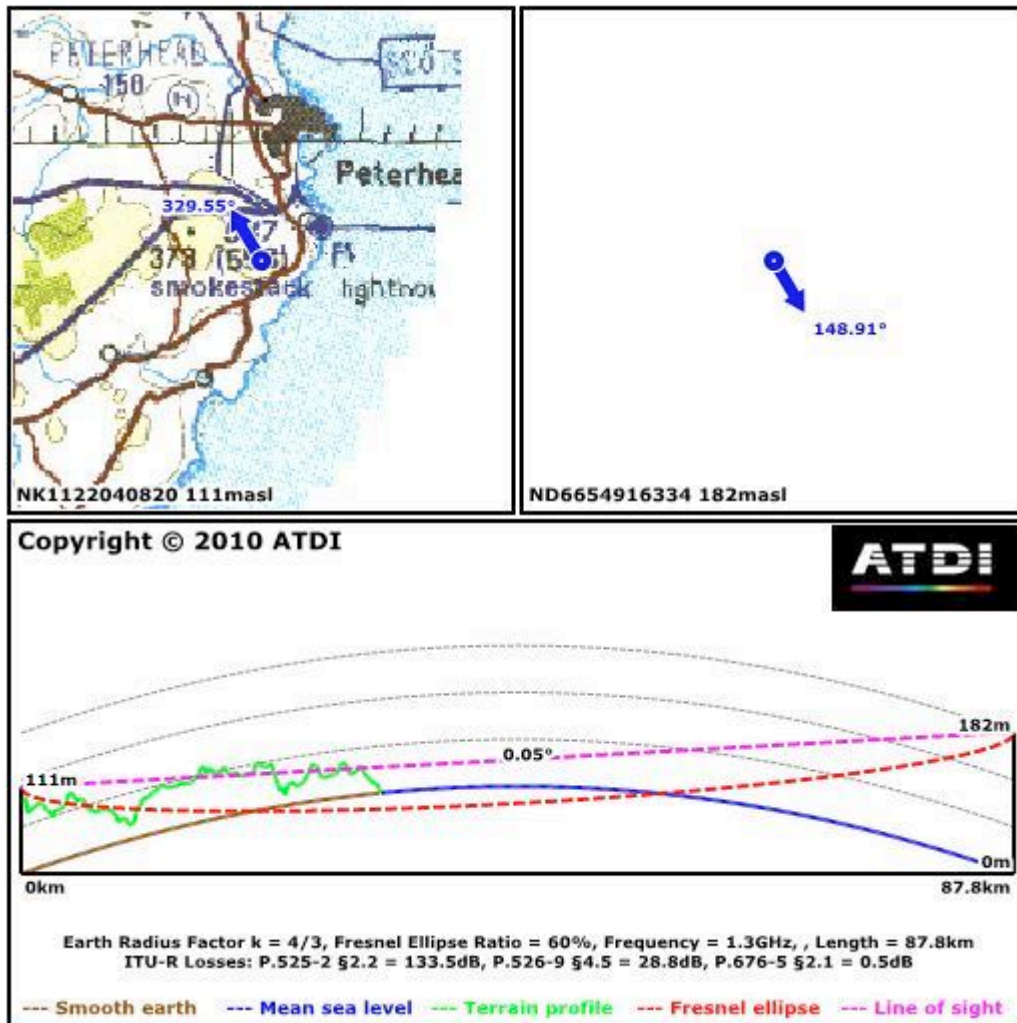 PETERHEAD
150
H
SCOTS
Peterhea
329.55°
378
smokestack
lighthou
NK1122040820 111masl
148.91°
ND6654916334 182masl
Copyright © 2010 ATDI
ATDI
182m
0.05°
111m
0m
0km
87.8km
Earth Radius Factor k = 4/3, Fresnel Ellipse Ratio = 60%, Frequency = 1.3GHz, , Length = 87.8km
ITU-R Losses: P.525-2 §2.2 = 133.5dB, P.526-9 §4.5 = 28.8dB, P.676-5 §2.1 = 0.5dB
--- Smooth earth --- Mean sea level --- Terrain profile --- Fresnel ellipse --- Line of sight